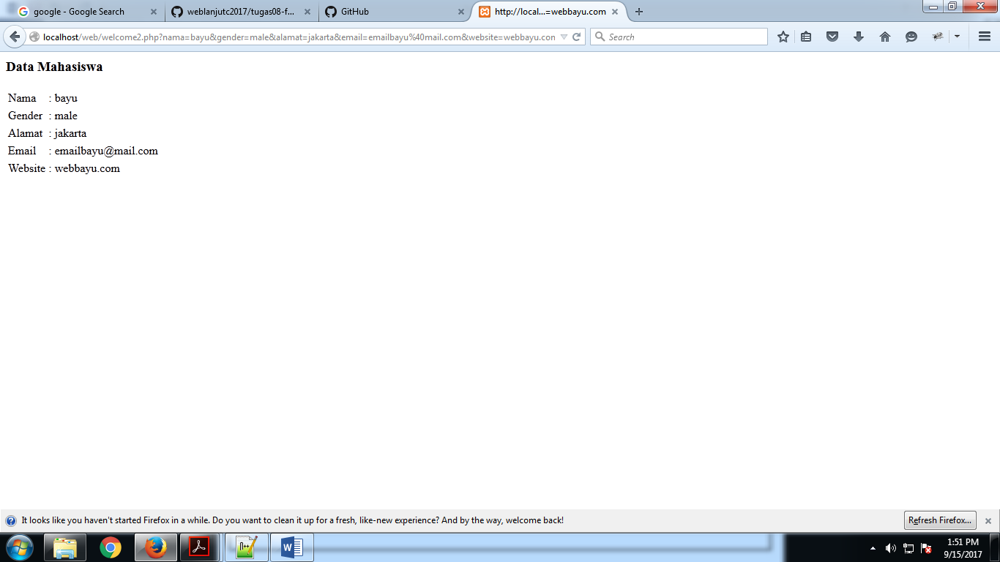 google - Google Search
weblanjutc2017/tugas08-f...
GitHub
http://local...=webbayu.com
localhost/web/welcome2.php?nama=bayu&gender=male&alamat=jakarta&email=emailbayu%40mail.com&website=webbayu.con
Search
Data Mahasiswa
Nama : bayu
Gender : male
Alamat : jakarta
Email : emailbayu@mail.com
Website : webbayu.com
It looks like you haven't started Firefox in a while. Do you want to clean it up for a fresh, like-new experience? And by the way, welcome back!
Refresh Firefox...
1:51 PM
9/15/2017